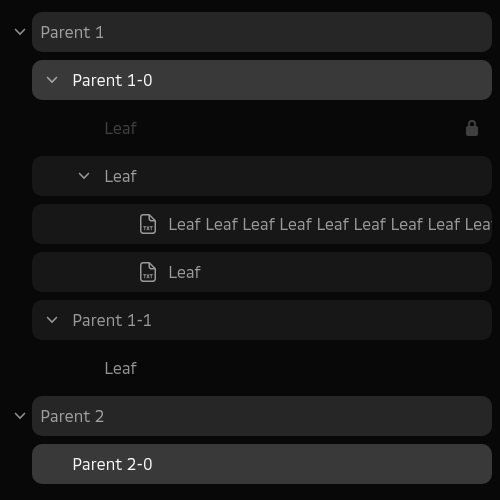 Parent 1
Parent 1-0
Leaf
Leaf
TXT Leaf Leaf Leaf Leaf Leaf Leaf Leaf Leaf Lea
TXT Leaf
Parent 1-1
Leaf
Parent 2
Parent 2-0